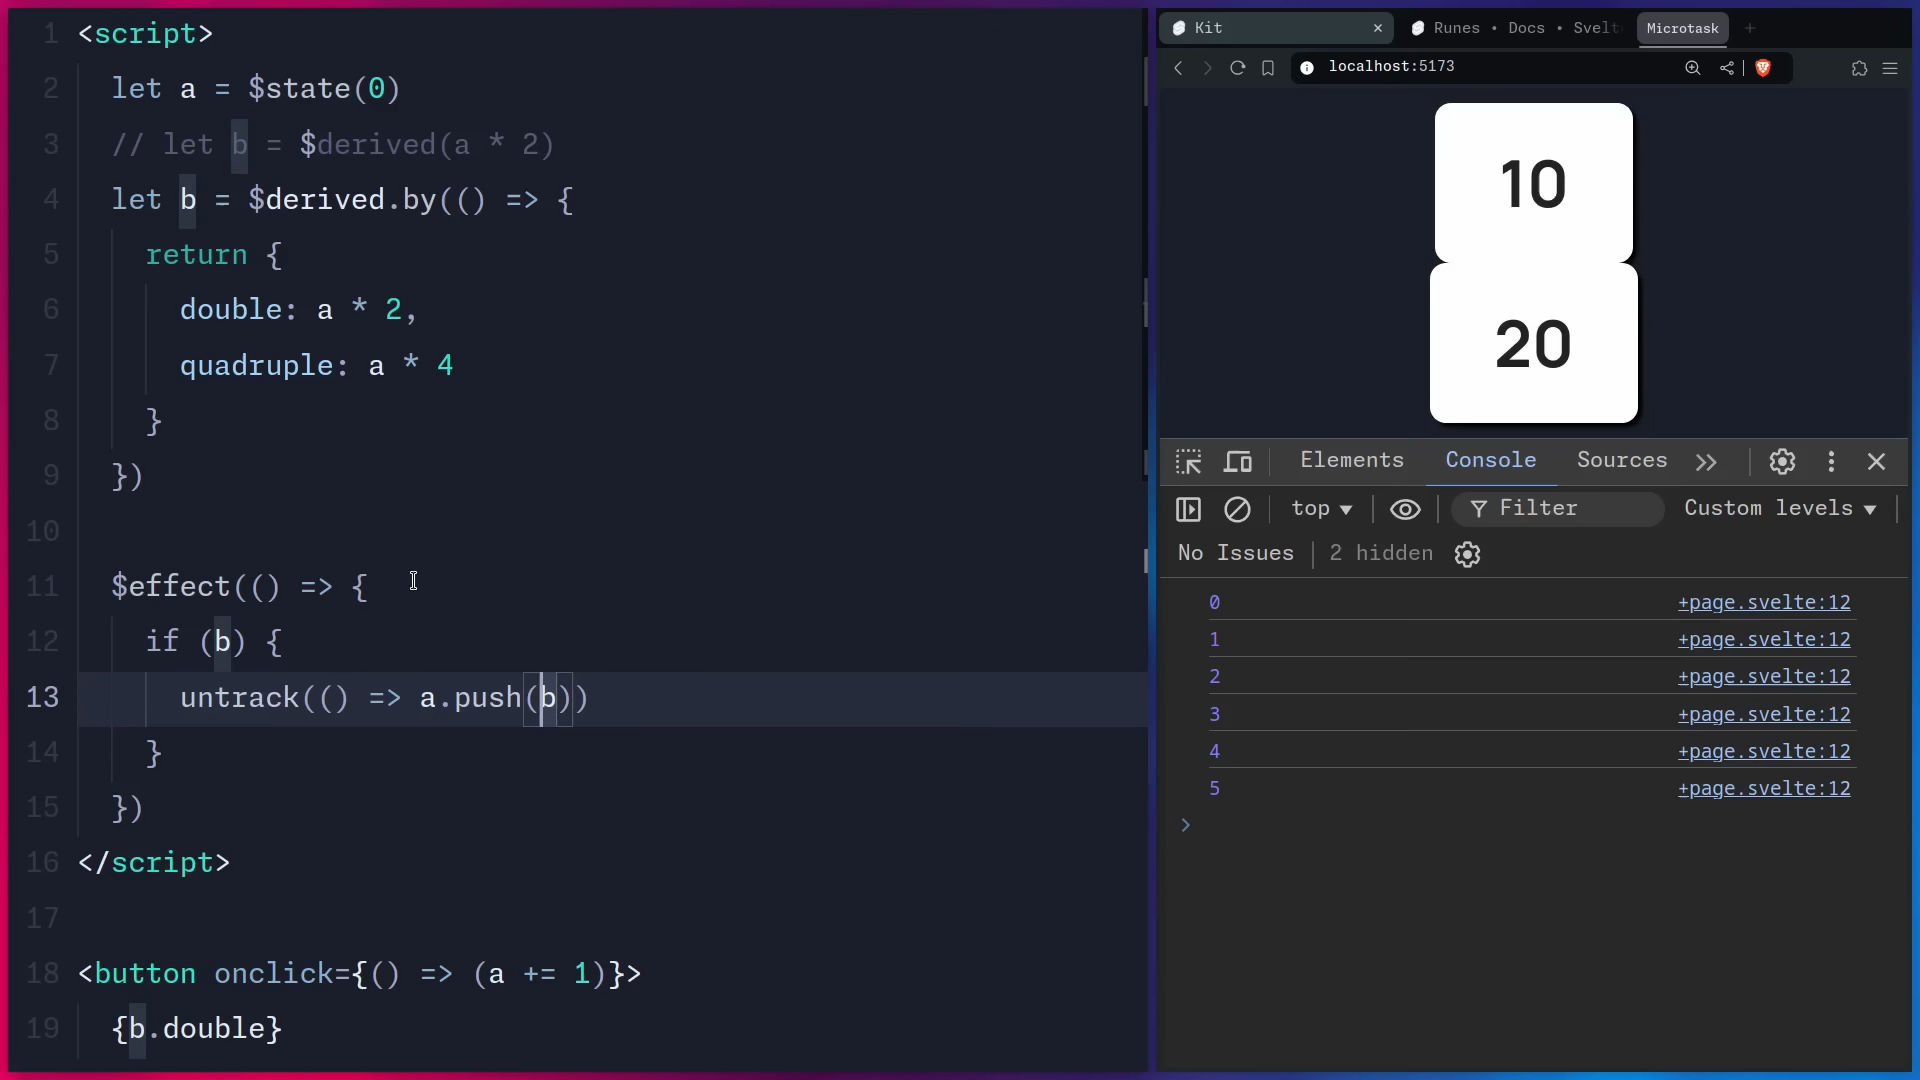 1 <script>
2 let a = $state(0)
3 // let b = $derived(a * 2)
4 let b = $derived.by(() => {
5 return {
6 double: a * 2,
7 quadruple: a * 4
8 }
9 })
10
11 $effect(() => {
12 if (b) {
13 untrack(() => a.push(b))
14 }
15 })
16 </script>
17
18 <button onclick={() => (a += 1)}>
19 {b.double}
Kit
Runes • Docs • Svelt
Microtask
localhost:5173
10
20
Elements Console Sources
top Filter Custom levels
No Issues 2 hidden
0 +page.svelte:12
1 +page.svelte:12
2 +page.svelte:12
3 +page.svelte:12
4 +page.svelte:12
5 +page.svelte:12